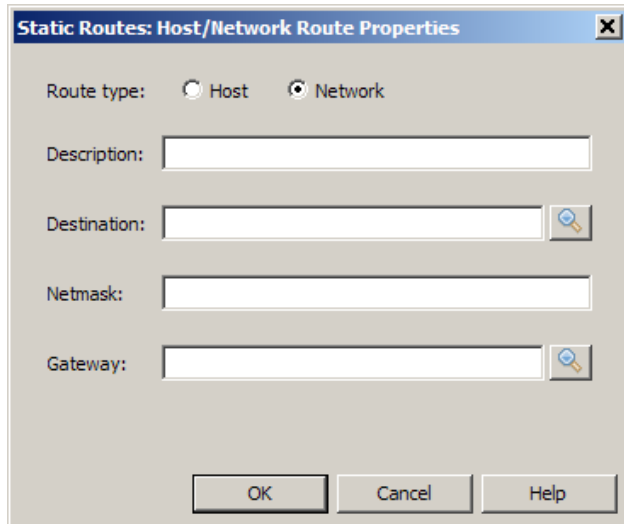 Static Routes: Host/Network Route Properties
Route type: Host Network
Description:
Destination:
Netmask:
Gateway:
OK Cancel Help